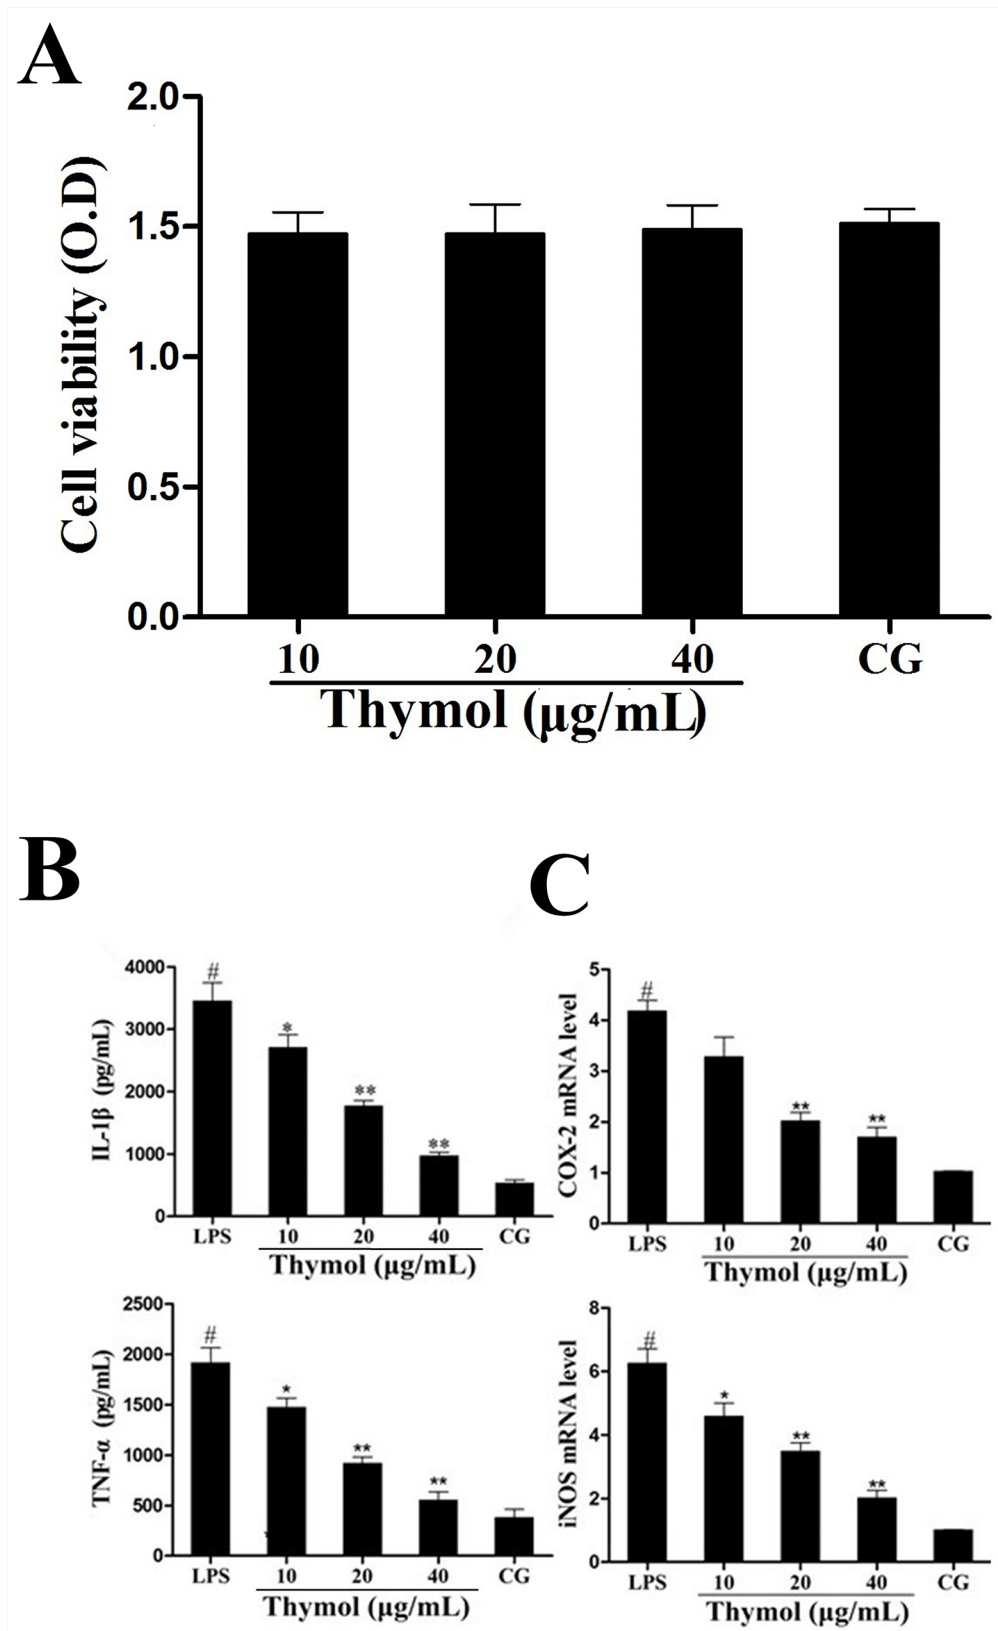 A
Cell viability (O.D)
2.0
1.5
1.0
0.5
0.0
10 20 40 CG
Thymol (μg/mL)
B
IL-1β (pg/mL)
4000
3000
2000
1000
0
#
*
**
**
LPS 10 20 40 CG
Thymol (μg/mL)
TNF-α (pg/mL)
2500
2000
1500
1000
500
0
#
*
**
**
LPS 10 20 40 CG
Thymol (μg/mL)
C
COX-2 mRNA level
5
4
3
2
1
0
#
**
**
LPS 10 20 40 CG
Thymol (μg/mL)
iNOS mRNA level
8
6
4
2
0
#
*
**
**
LPS 10 20 40 CG
Thymol (μg/mL)